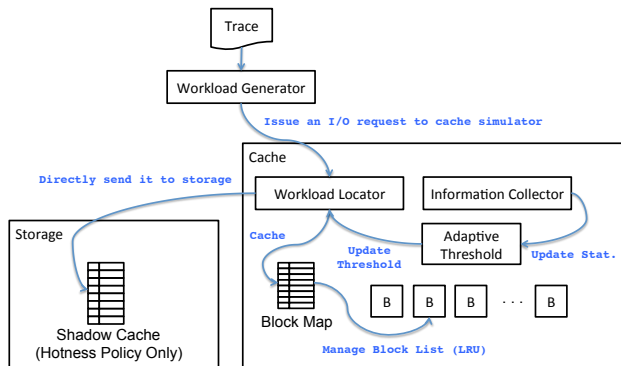 Trace
Workload Generator
Issue an I/O request to cache simulator
Cache
Directly send it to storage
Workload Locator
Information Collector
Storage
Cache
Update
Threshold
Adaptive
Threshold
Update Stat.
B
B
B
. . .
B
Shadow Cache
(Hotness Policy Only)
Block Map
Manage Block List (LRU)